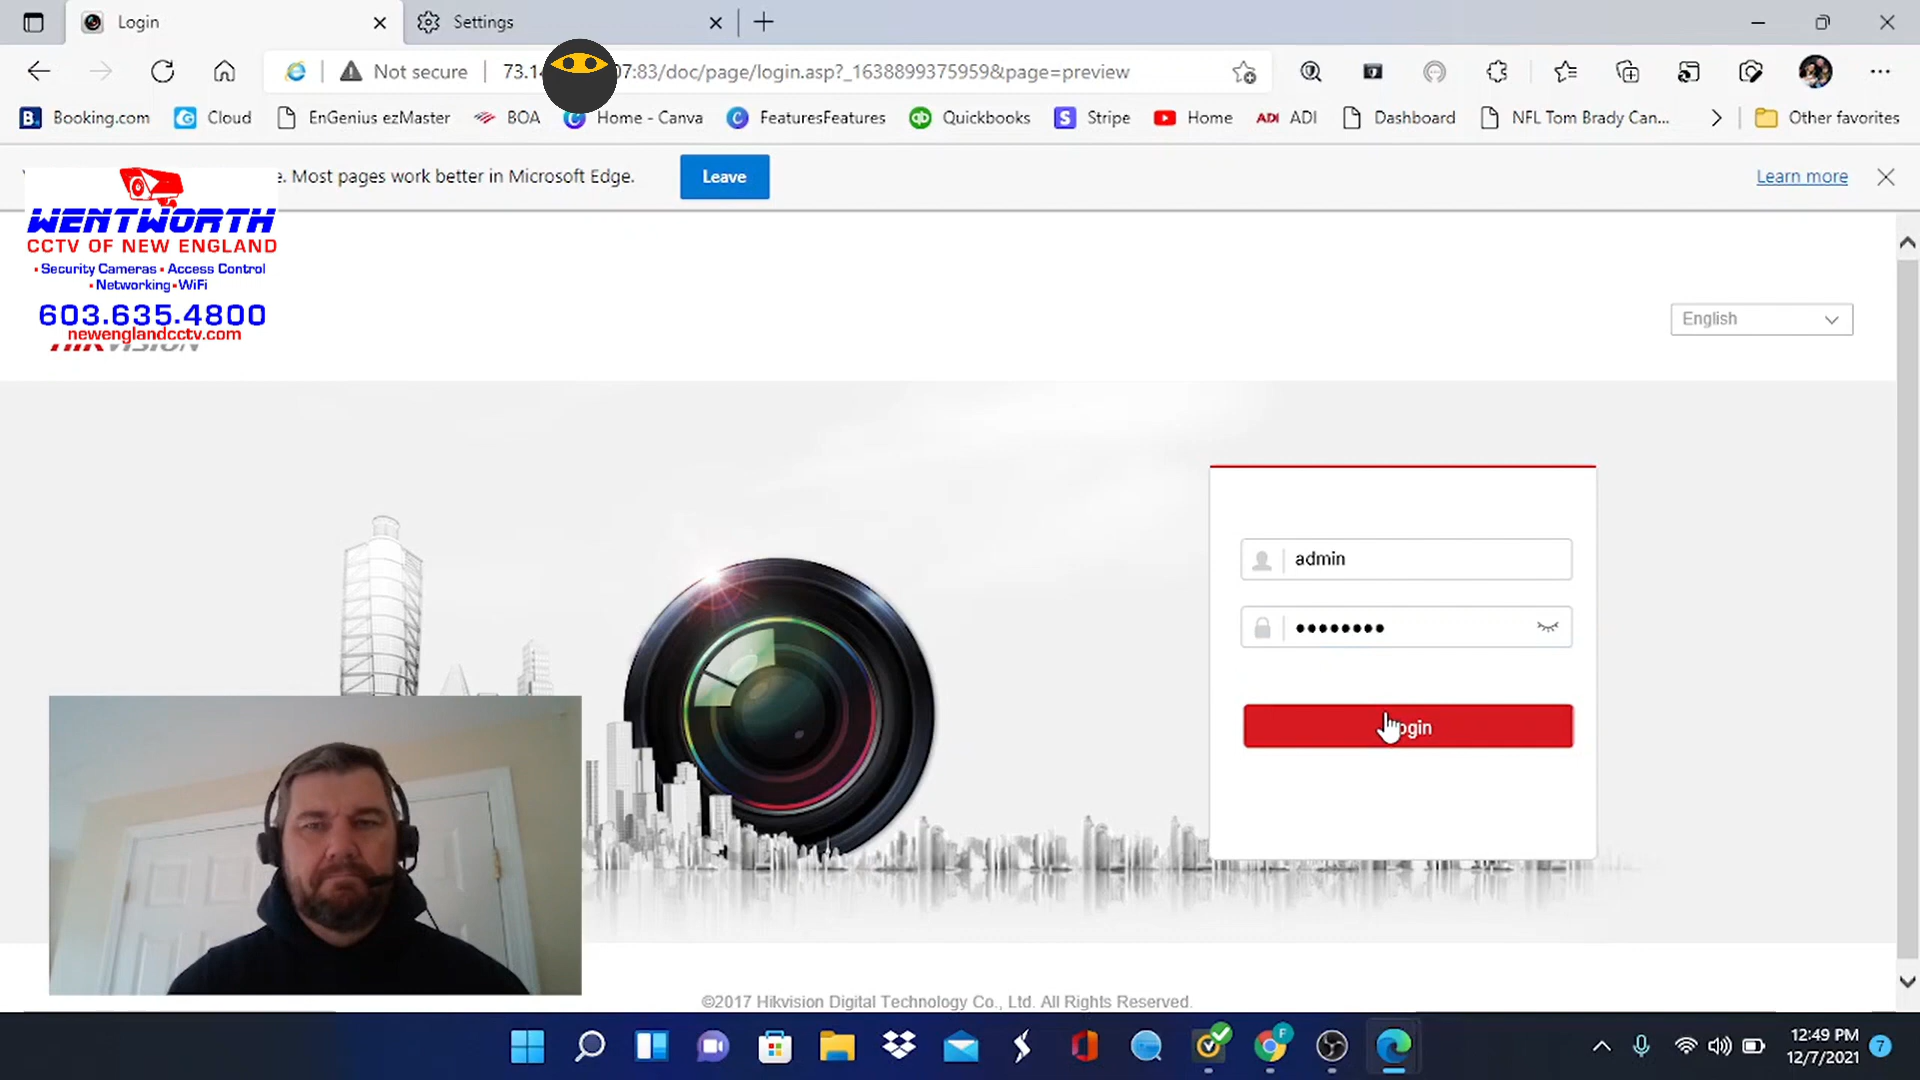 Login
Settings
Not secure
07:83/doc/page/login.asp?_1638899375959&page=preview
Booking.com
Cloud
EnGenius ezMaster
BOA
Home - Canva
FeaturesFeatures
Quickbooks
Stripe
Home
ADI ADI
Dashboard
NFL Tom Brady Can...
Other favorites
e. Most pages work better in Microsoft Edge.
Leave
Learn more
WENTWORTH
CCTV OF NEW ENGLAND
• Security Cameras • Access Control
• Networking • WiFi
603.635.4800
newenglandcctv.com
HIKVISION
English
admin
Login
©2017 Hikvision Digital Technology Co., Ltd. All Rights Reserved.
12:49 PM
12/7/2021
7